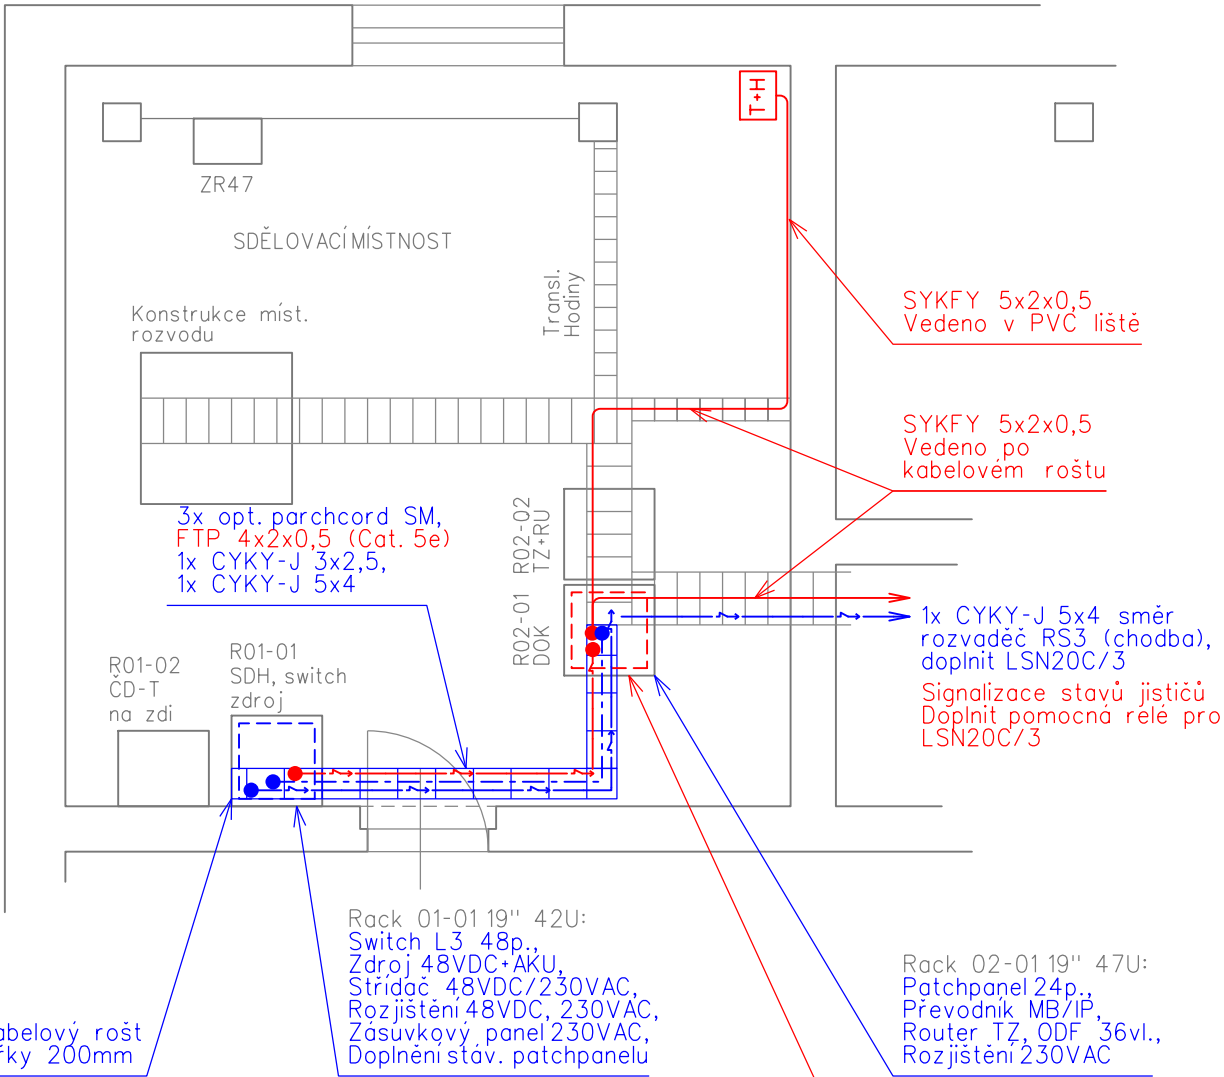 T+H
ZR47
SDĚLOVACÍ MÍSTNOST
Transl.
Hodiny
Konstrukce míst.
rozvodu
SYKFY 5x2x0,5
Vedeno v PVC liště
SYKFY 5x2x0,5
Vedeno po
kabelovém roštu
3x opt. parchcord SM,
FTP 4x2x0,5 (Cat. 5e)
1x CYKY-J 3x2,5,
1x CYKY-J 5x4
R02-02
TZ+RU
R02-01
DOK
1x CYKY-J 5x4 směr
rozvaděč RS3 (chodba),
doplnit LSN20C/3
Signalizace stavů jističů
Doplnit pomocná relé pro
LSN20C/3
R01-02
ČD-T
na zdi
R01-01
SDH, switch
zdroj
Rack 01-01 19" 42U:
Switch L3 48p.,
Zdroj 48VDC+AKU,
Střídač 48VDC/230VAC,
Rozjištění 48VDC, 230VAC,
Zásuvkový panel 230VAC,
Doplnění stáv. patchpanelu
Rack 02-01 19" 47U:
Patchpanel 24p.,
Převodník MB/IP,
Router TZ, ODF 36vl.,
Rozjištění 230VAC
abelový rošt
řky 200mm